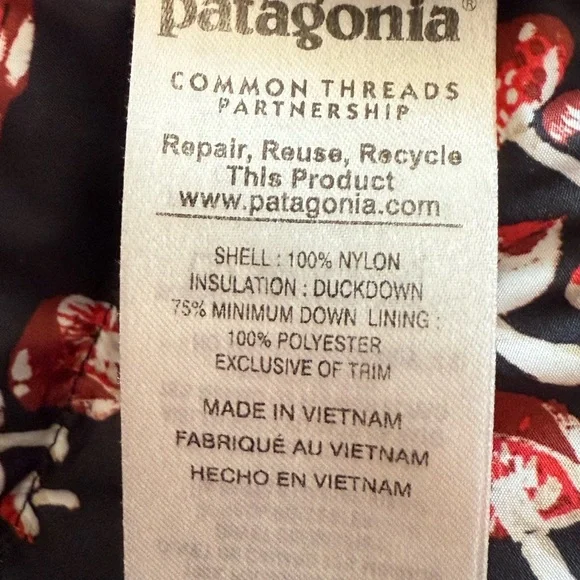 patagonia®
COMMON THREADS
PARTNERSHIP
Repair, Reuse, Recycle
This Product
www.patagonia.com
SHELL : 100% NYLON
INSULATION : DUCKDOWN
75% MINIMUM DOWN LINING :
100% POLYESTER
EXCLUSIVE OF TRIM
MADE IN VIETNAM
FABRIQUÉ AU VIETNAM
HECHO EN VIETNAM